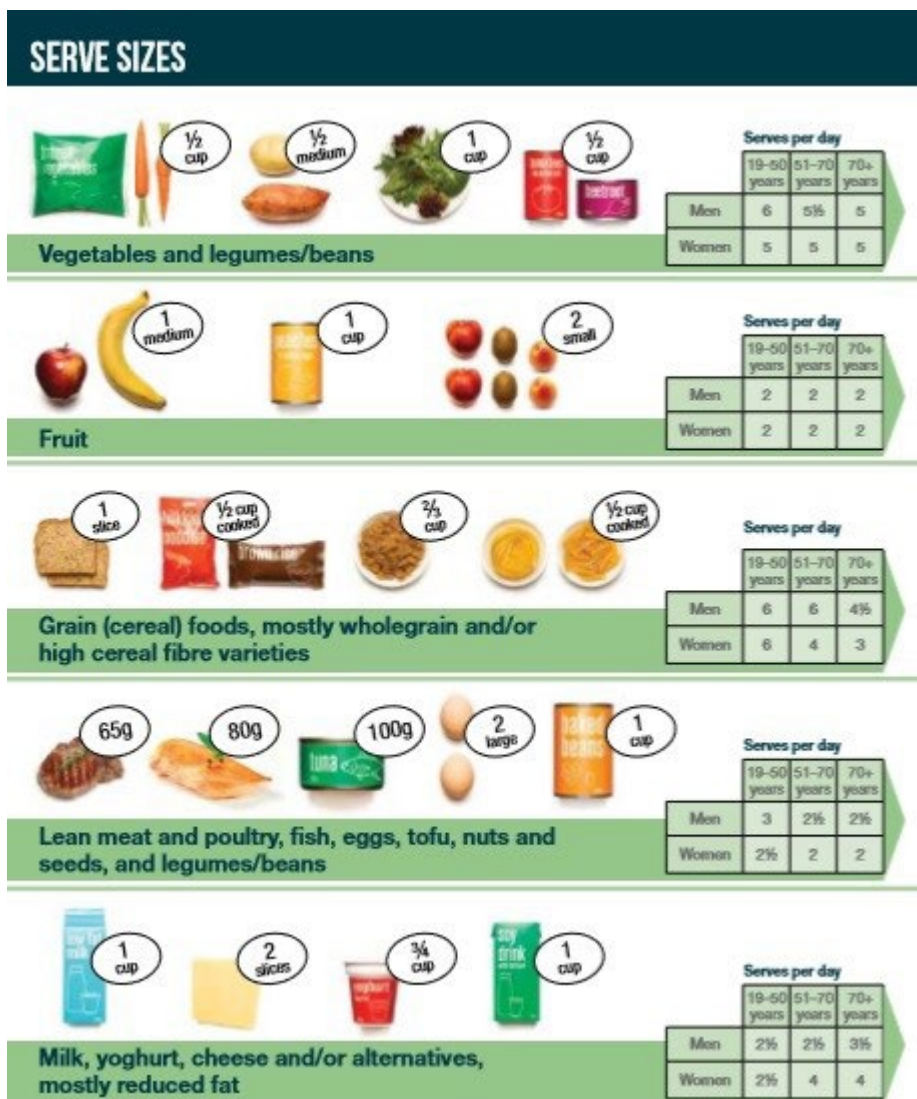 SERVE SIZES
½ cup
½ medium
1 cup
½ cup
beetroot
Serves per day
19–50 years 51–70 years 70+ years
Men 6 5½ 5
Women 5 5 5
Vegetables and legumes/beans
1 medium
1 cup
2 small
peaches
Serves per day
19–50 years 51–70 years 70+ years
Men 2 2 2
Women 2 2 2
Fruit
1 slice
½ cup cooked
⅔ cup
½ cup cooked
brown rice
Serves per day
19–50 years 51–70 years 70+ years
Men 6 6 4½
Women 6 4 3
Grain (cereal) foods, mostly wholegrain and/or
high cereal fibre varieties
65g
80g
100g
2 large
1 cup
tuna
baked beans
Serves per day
19–50 years 51–70 years 70+ years
Men 3 2½ 2½
Women 2½ 2 2
Lean meat and poultry, fish, eggs, tofu, nuts and
seeds, and legumes/beans
1 cup
2 slices
¾ cup
1 cup
low fat milk
yoghurt
soy drink
Serves per day
19–50 years 51–70 years 70+ years
Men 2½ 2½ 3½
Women 2½ 4 4
Milk, yoghurt, cheese and/or alternatives,
mostly reduced fat